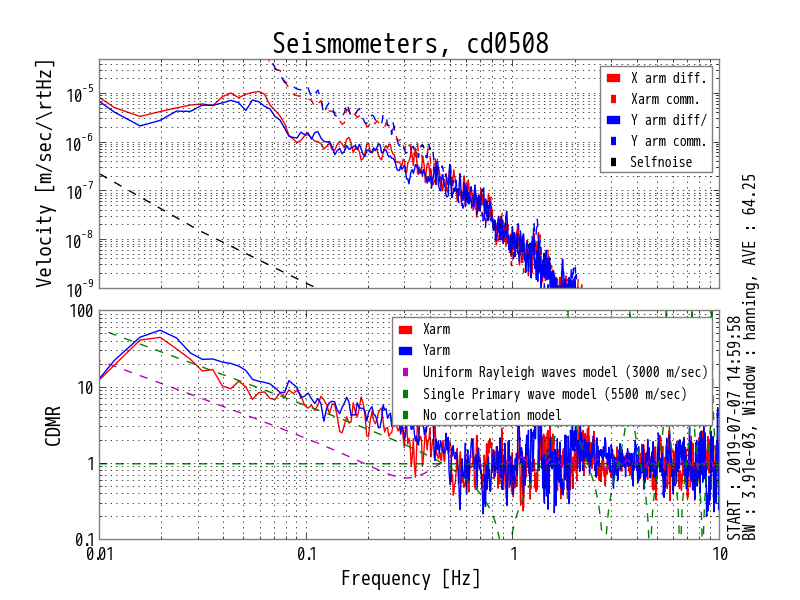 Seismometers, cd0508
Velocity [m/sec/\rtHz]
10-5
10-6
10-7
10-8
10-9
X arm diff.
Xarm comm.
Y arm diff/
Y arm comm.
Selfnoise
CDMR
100
10
1
0.1
Xarm
Yarm
Uniform Rayleigh waves model (3000 m/sec)
Single Primary wave model (5500 m/sec)
No correlation model
0.01
0.1
1
10
Frequency [Hz]
START : 2019-07-07 14:59:58
BW : 3.91e-03, Window : hanning, AVE : 64.25